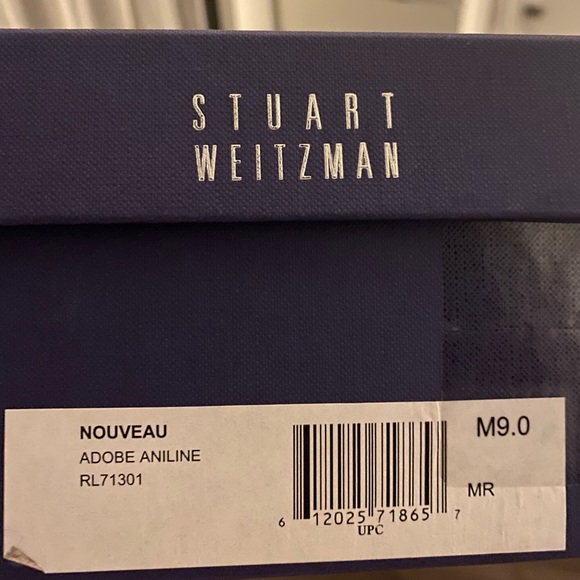 STUART
WEITZMAN
NOUVEAU
ADOBE ANILINE
RL71301
M9.0
MR
6 12025 71865 7
UPC